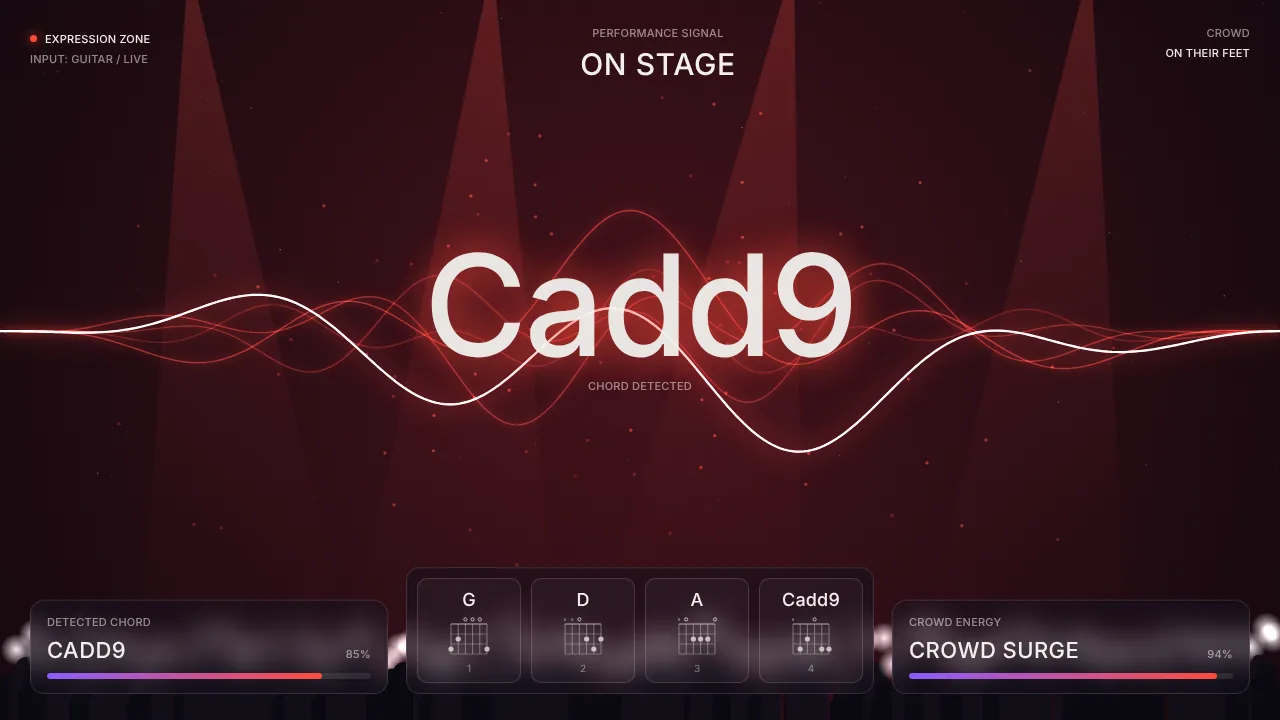 EXPRESSION ZONE
INPUT: GUITAR / LIVE
PERFORMANCE SIGNAL
ON STAGE
CROWD
ON THEIR FEET
Cadd9
CHORD DETECTED
DETECTED CHORD
CADD9
85%
G
D
A
Cadd9
1
2
3
4
CROWD ENERGY
CROWD SURGE
94%